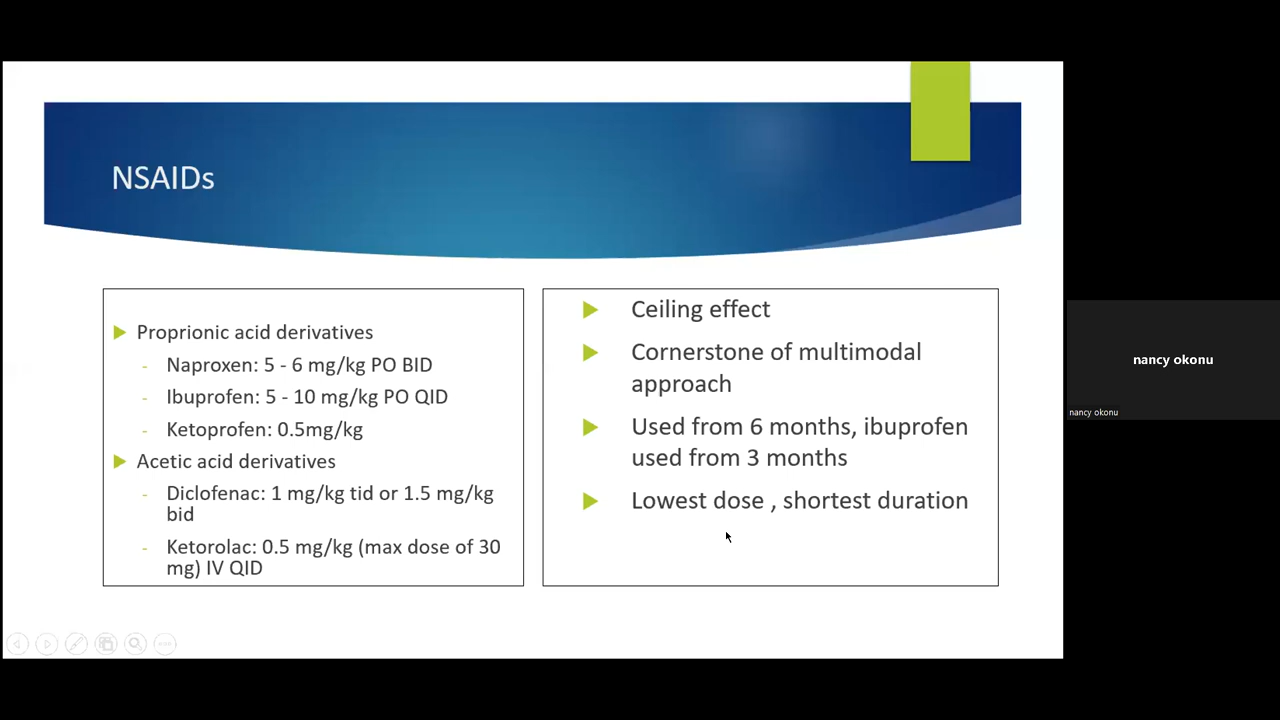 NSAIDs
Proprionic acid derivatives
- Naproxen: 5 - 6 mg/kg PO BID
- Ibuprofen: 5 - 10 mg/kg PO QID
- Ketoprofen: 0.5mg/kg
Acetic acid derivatives
- Diclofenac: 1 mg/kg tid or 1.5 mg/kg
bid
- Ketorolac: 0.5 mg/kg (max dose of 30
mg) IV QID
Ceiling effect
Cornerstone of multimodal
approach
Used from 6 months, ibuprofen
used from 3 months
Lowest dose , shortest duration
nancy okonu
nancy okonu